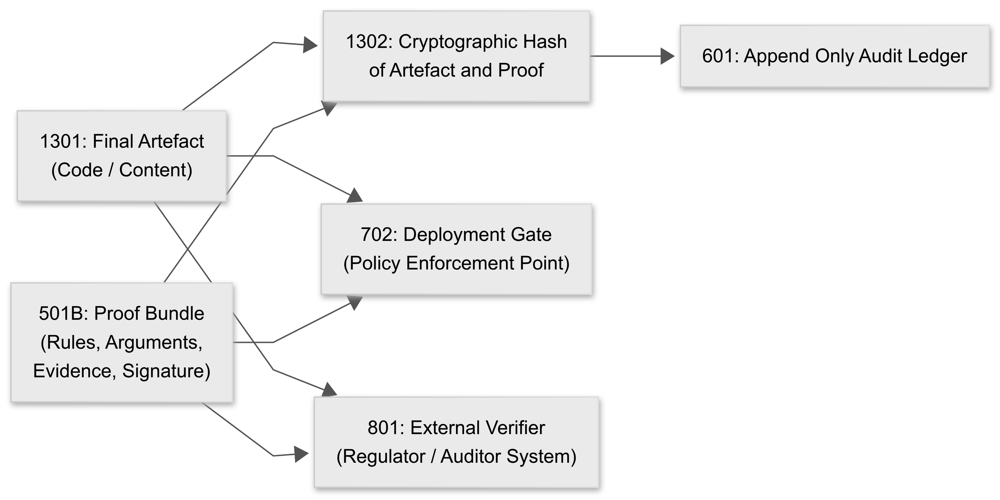 1301: Final Artefact
(Code / Content)
501B: Proof Bundle
(Rules, Arguments,
Evidence, Signature)
1302: Cryptographic Hash
of Artefact and Proof
702: Deployment Gate
(Policy Enforcement Point)
801: External Verifier
(Regulator / Auditor System)
601: Append Only Audit Ledger